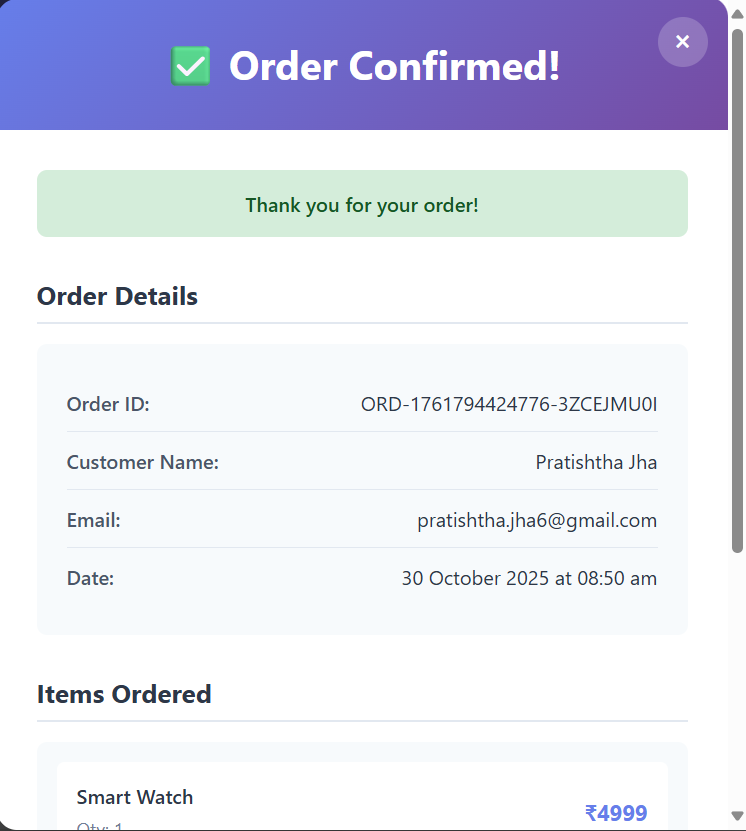 Order Confirmed!
Thank you for your order!
Order Details
Order ID: ORD-1761794424776-3ZCEJMU0I
Customer Name: Pratishtha Jha
Email: pratishtha.jha6@gmail.com
Date: 30 October 2025 at 08:50 am
Items Ordered
Smart Watch
₹4999
Qty: 1